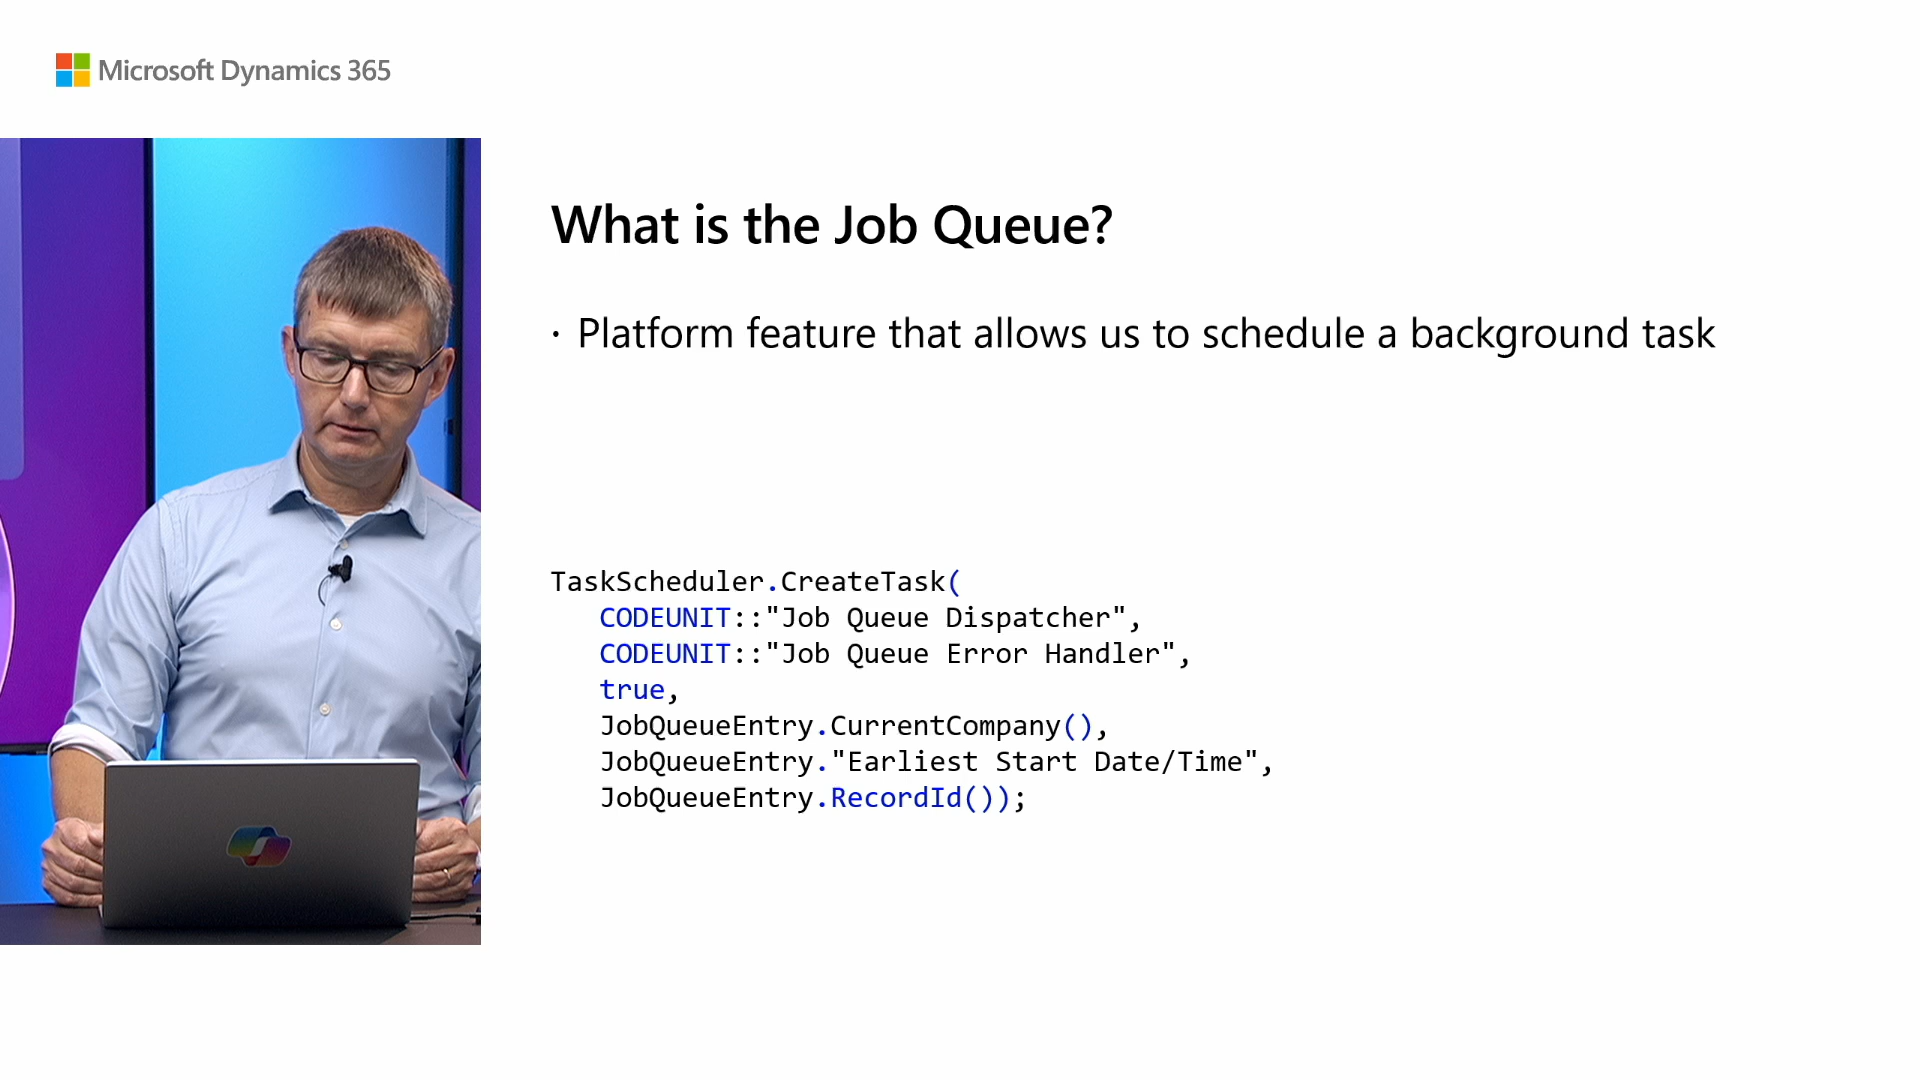 Microsoft Dynamics 365
What is the Job Queue?
· Platform feature that allows us to schedule a background task
TaskScheduler.CreateTask(
CODEUNIT::"Job Queue Dispatcher",
CODEUNIT::"Job Queue Error Handler",
true,
JobQueueEntry.CurrentCompany(),
JobQueueEntry."Earliest Start Date/Time",
JobQueueEntry.RecordId());